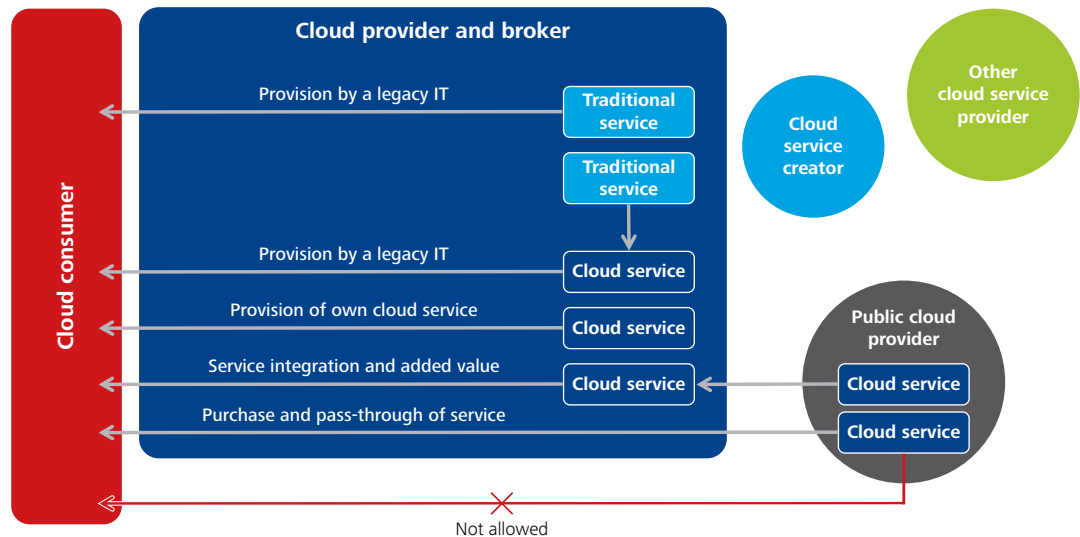 Cloud consumer
Cloud provider and broker
Provision by a legacy IT
Traditional
service
Traditional
service
Provision by a legacy IT
Cloud service
Provision of own cloud service
Cloud service
Service integration and added value
Cloud service
Purchase and pass-through of service
Cloud
service
creator
Other
cloud service
provider
Public cloud
provider
Cloud service
Cloud service
Not allowed